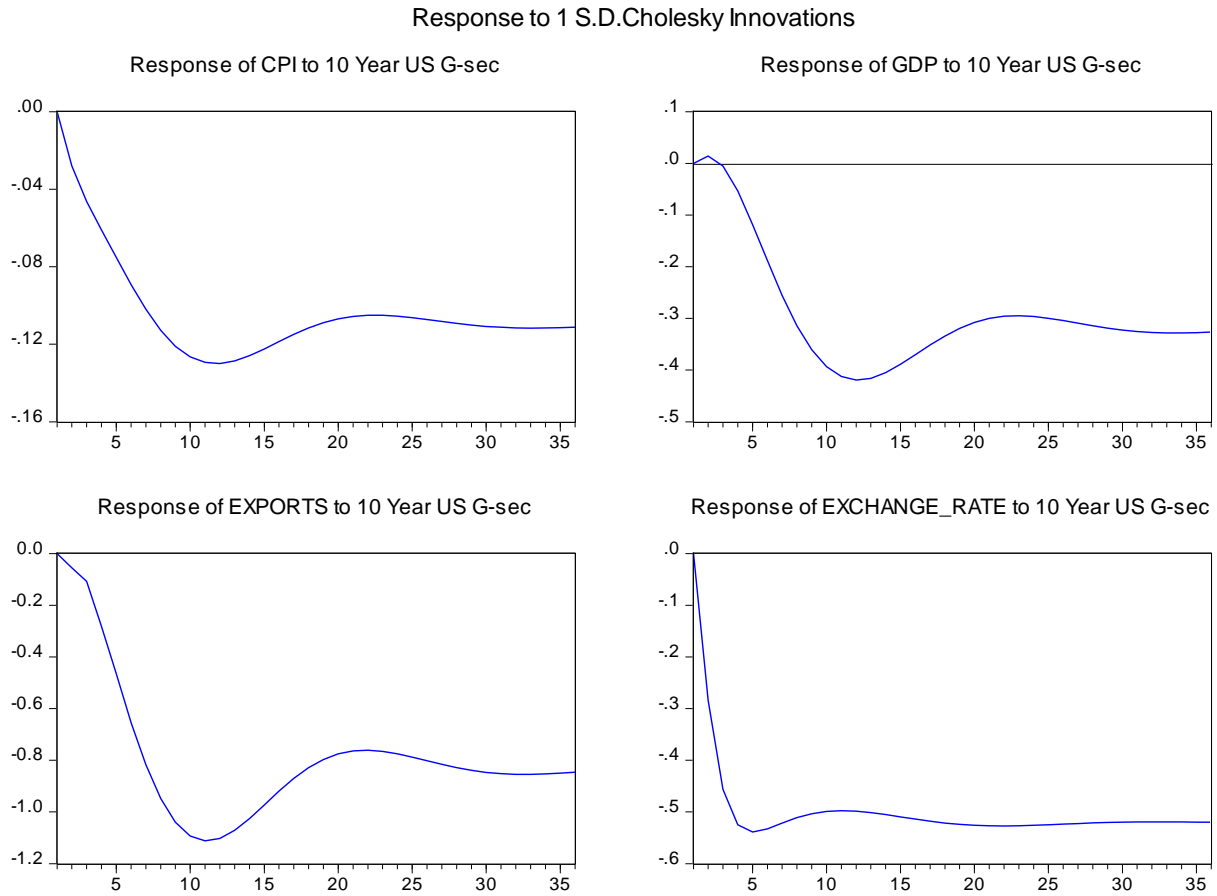 Response to 1 S.D.Cholesky Innovations
Response of CPI to 10 Year US G-sec
.00
-.04
-.08
-.12
-.16
5 10 15 20 25 30 35
Response of GDP to 10 Year US G-sec
.1
.0
-.1
-.2
-.3
-.4
-.5
5 10 15 20 25 30 35
Response of EXPORTS to 10 Year US G-sec
0.0
-0.2
-0.4
-0.6
-0.8
-1.0
-1.2
5 10 15 20 25 30 35
Response of EXCHANGE_RATE to 10 Year US G-sec
.0
-.1
-.2
-.3
-.4
-.5
-.6
5 10 15 20 25 30 35